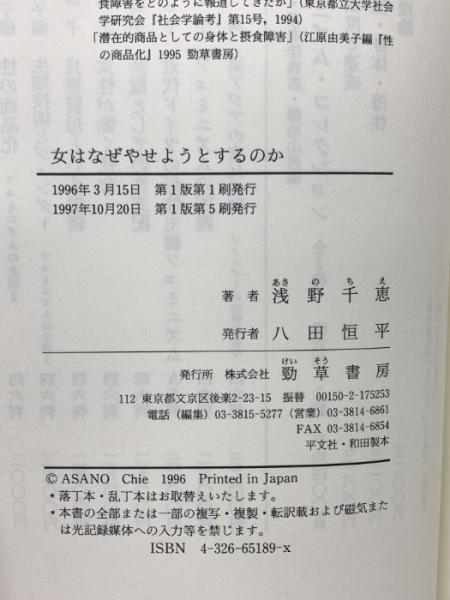 食障害をどのように報道してきたか」(東京都立大学社会
学研究会『社会学論考』第15号，1994)
「潜在的商品としての身体と摂食障害」(江原由美子編『性
の商品化』1995 勁草書房)
女はなぜやせようとするのか
1996年3月15日 第1版第1刷発行
1997年10月20日 第1版第5刷発行
あさ の ち え
著者 浅野千恵
発行者 八田恒平
けい そう
発行所 株式会社 勁草書房
112 東京都文京区後楽2-23-15 振替 00150-2-175253
電話（編集）03-3815-5277（営業）03-3814-6861
FAX 03-3814-6854
平文社・和田製本
© ASANO Chie 1996 Printed in Japan
・落丁本・乱丁本はお取替えいたします。
・本書の全部または一部の複写・複製・転訳載および磁気また
は光記録媒体への入力等を禁じます。
ISBN 4-326-65189-x